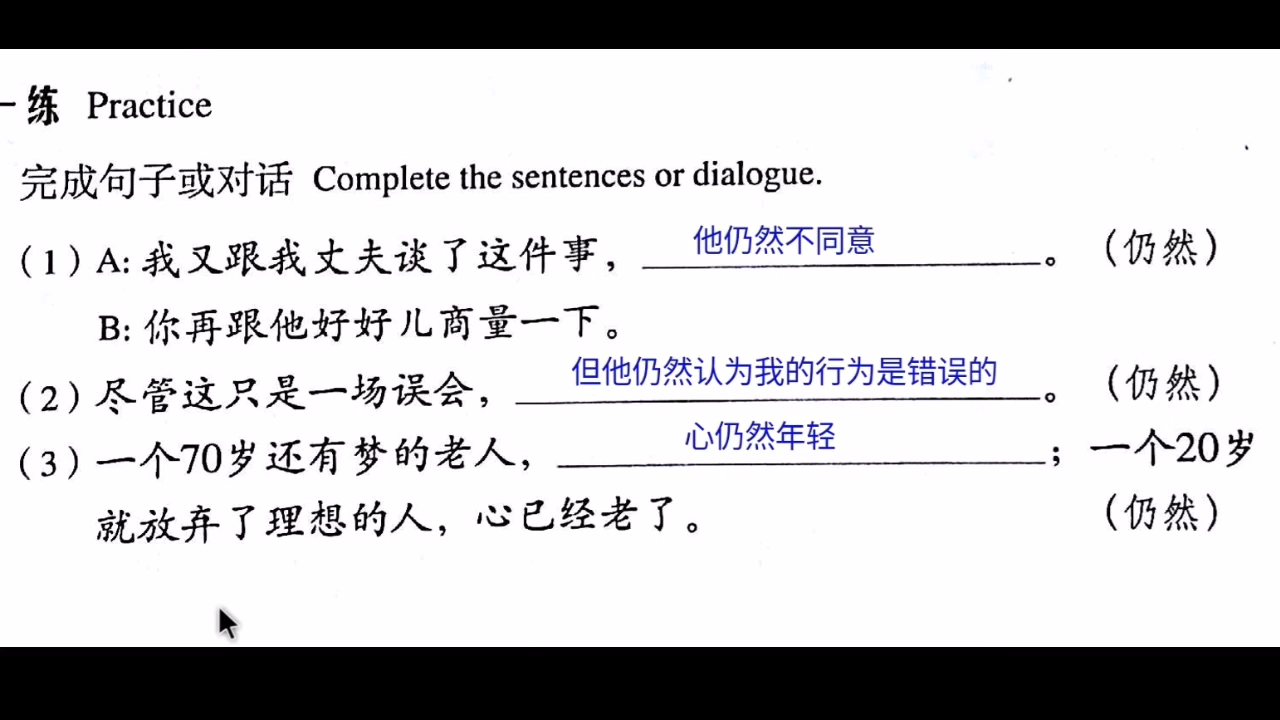 一练 Practice
完成句子或对话 Complete the sentences or dialogue.
(1) A: 我又跟我丈夫谈了这件事，他仍然不同意。（仍然）
B: 你再跟他好好儿商量一下。
(2) 尽管这只是一场误会，但他仍然认为我的行为是错误的。（仍然）
(3) 一个70岁还有梦的老人，心仍然年轻；一个20岁
就放弃了理想的人，心已经老了。（仍然）